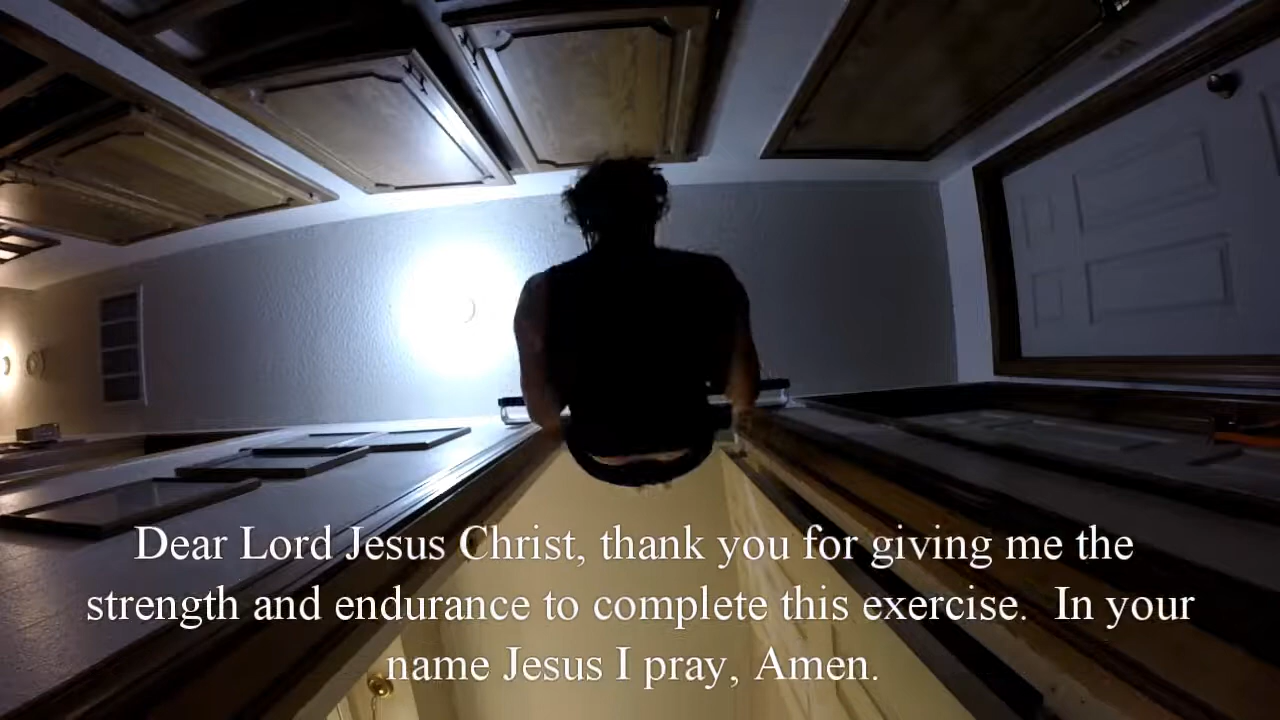 Dear Lord Jesus Christ, thank you for giving me the
strength and endurance to complete this exercise.  In your
name Jesus I pray, Amen.